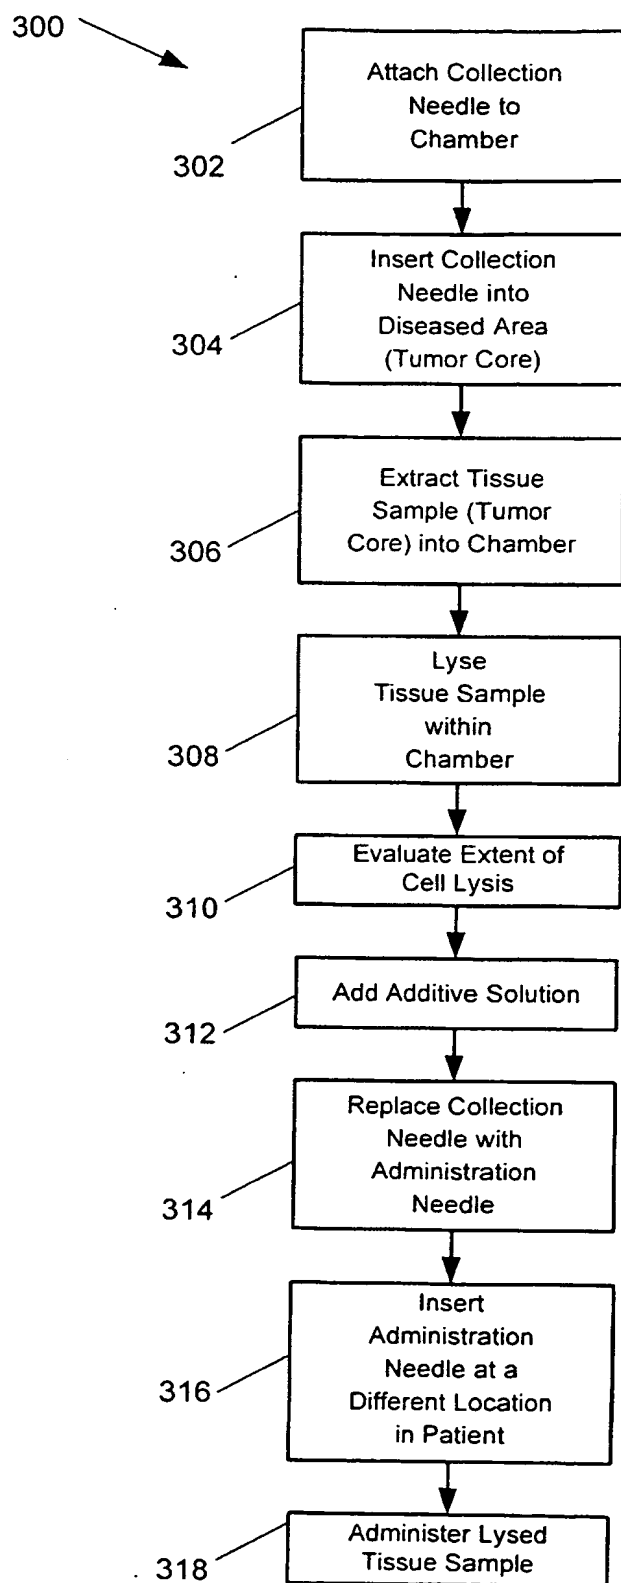 300
Attach Collection
Needle to
Chamber
302
Insert Collection
Needle into
Diseased Area
(Tumor Core)
304
Extract Tissue
Sample (Tumor
Core) into Chamber
306
Lyse
Tissue Sample
within
Chamber
308
Evaluate Extent of
Cell Lysis
310
Add Additive Solution
312
Replace Collection
Needle with
Administration
Needle
314
Insert
Administration
Needle at a
Different Location
in Patient
316
Administer Lysed
Tissue Sample
318